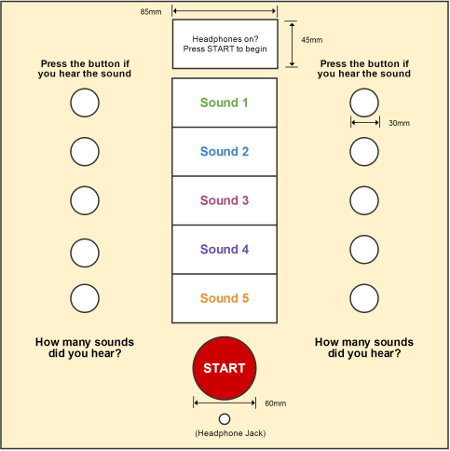 85mm
Headphones on?
Press START to begin
45mm
Press the button if
you hear the sound
Press the button if
you hear the sound
Sound 1
30mm
Sound 2
Sound 3
Sound 4
Sound 5
How many sounds
did you hear?
START
How many sounds
did you hear?
60mm
(Headphone Jack)